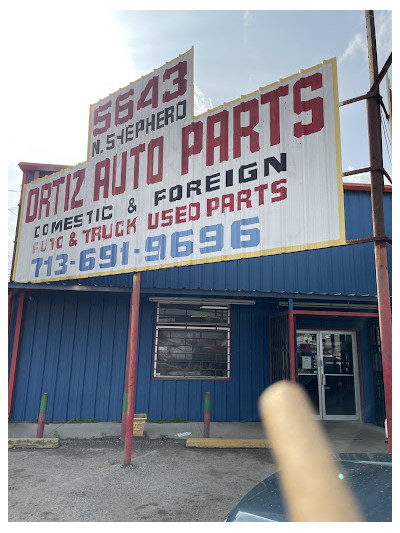 5643
N. SHEPHERD
ORTIZ AUTO PARTS
DOMESTIC & FOREIGN
AUTO & TRUCK USED PARTS
713-691-9696